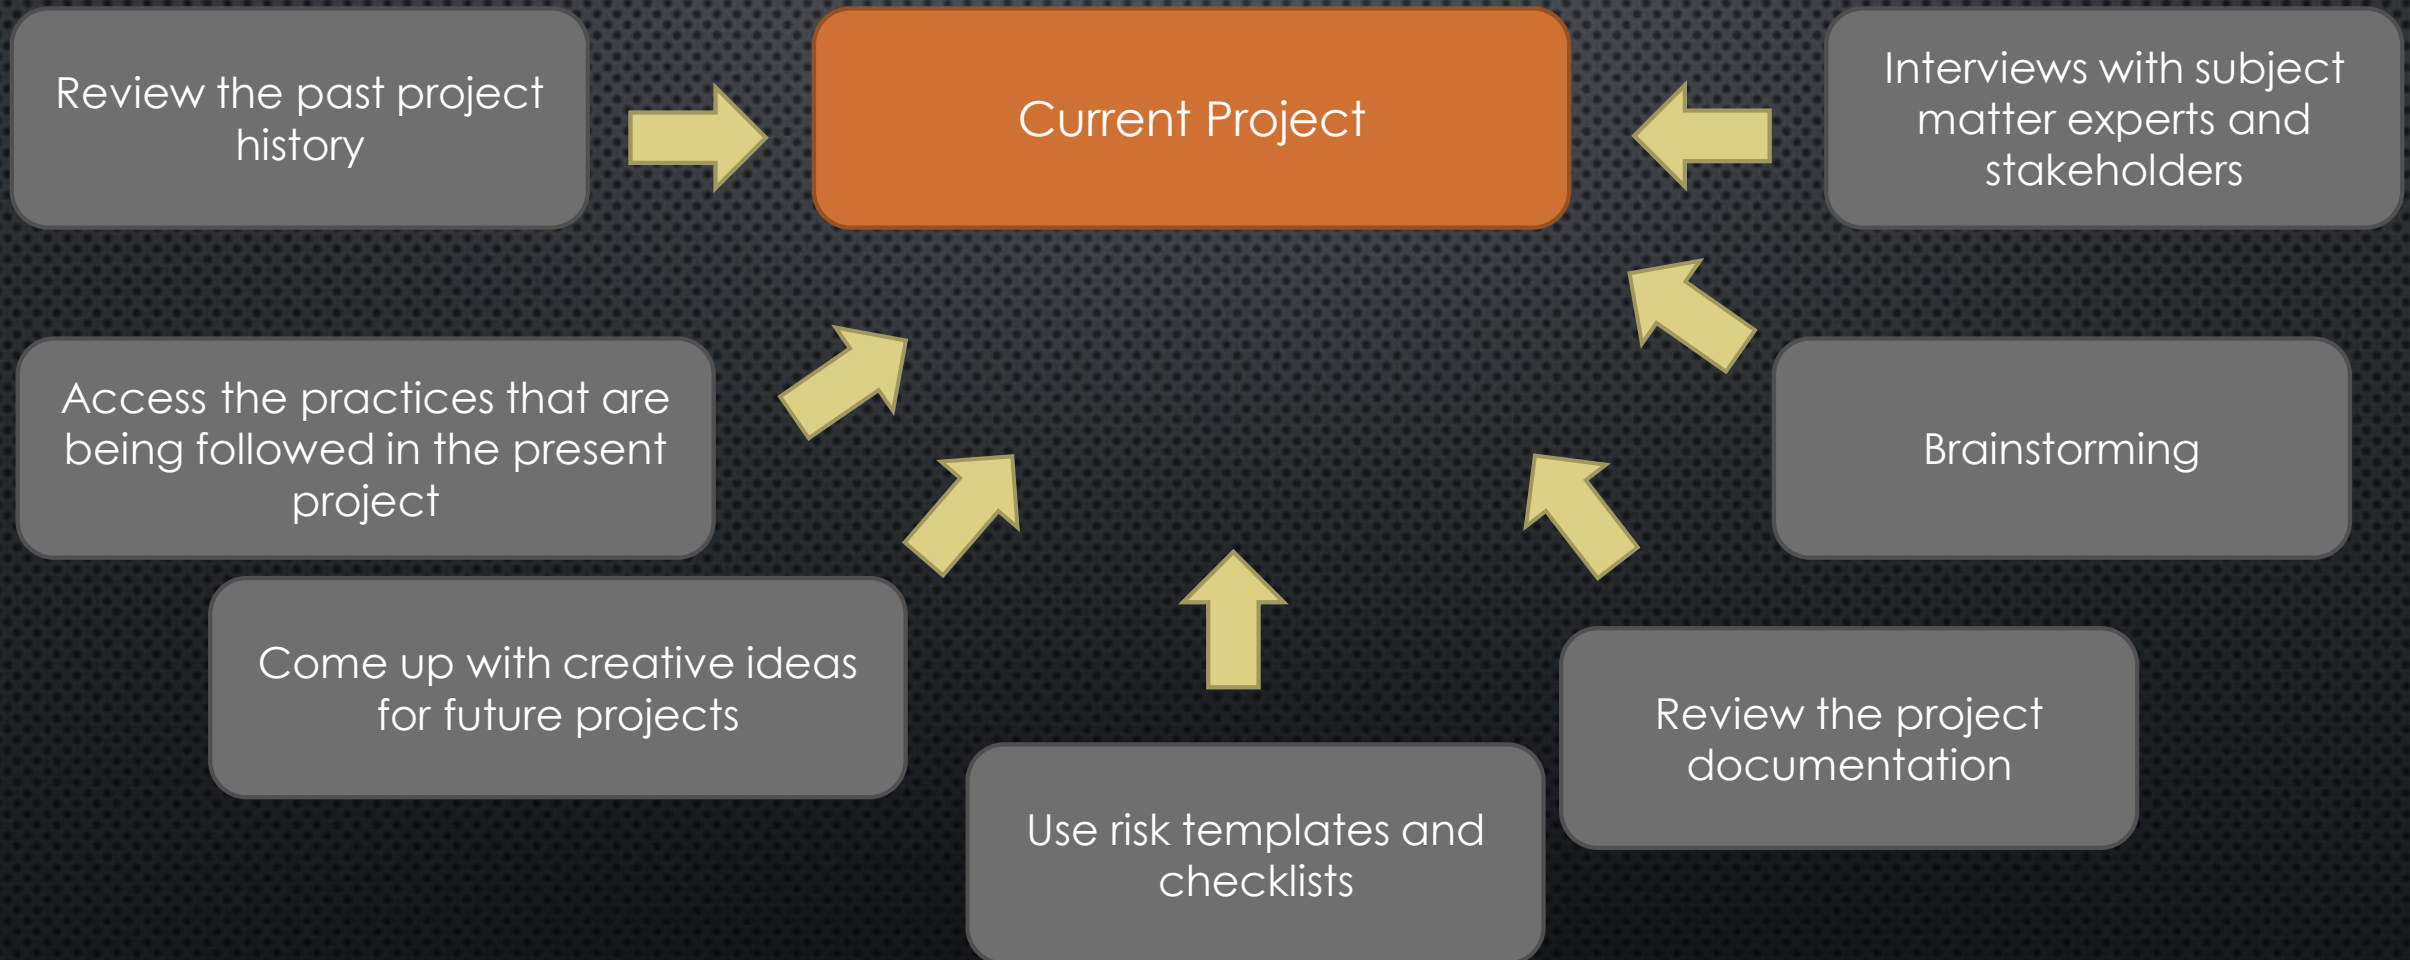 Review the past project
history
Current Project
Interviews with subject
matter experts and
stakeholders
Access the practices that are
being followed in the present
project
Brainstorming
Come up with creative ideas
for future projects
Review the project
documentation
Use risk templates and
checklists